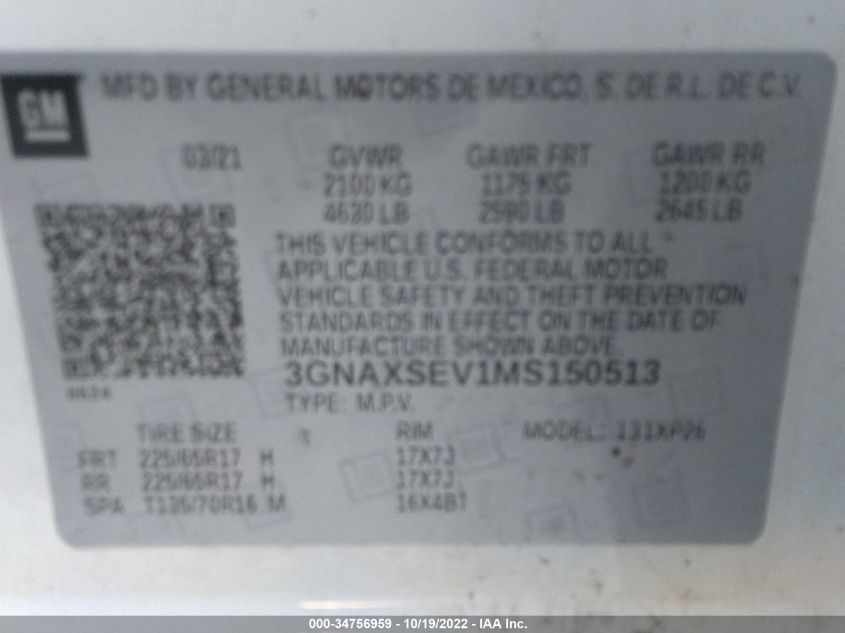 GM
MFD BY GENERAL MOTORS DE MEXICO, S. DE R.L. DE C.V.
03/21 GVWR GAWR FRT GAWR RR
2100 KG 1175 KG 1200 KG
4630 LB 2590 LB 2645 LB
THIS VEHICLE CONFORMS TO ALL
APPLICABLE U.S. FEDERAL MOTOR
VEHICLE SAFETY AND THEFT PREVENTION
STANDARDS IN EFFECT ON THE DATE OF
MANUFACTURE SHOWN ABOVE.
3GNAXSEV1MS150513
TYPE: M.P.V.
TIRE SIZE RIM MODEL: 131XP26
FRT 225/65R17 H 17X7J
RR 225/65R17 H 17X7J
SPA T135/70R16 M 16X4BT
000-34756959 - 10/19/2022 - IAA Inc.